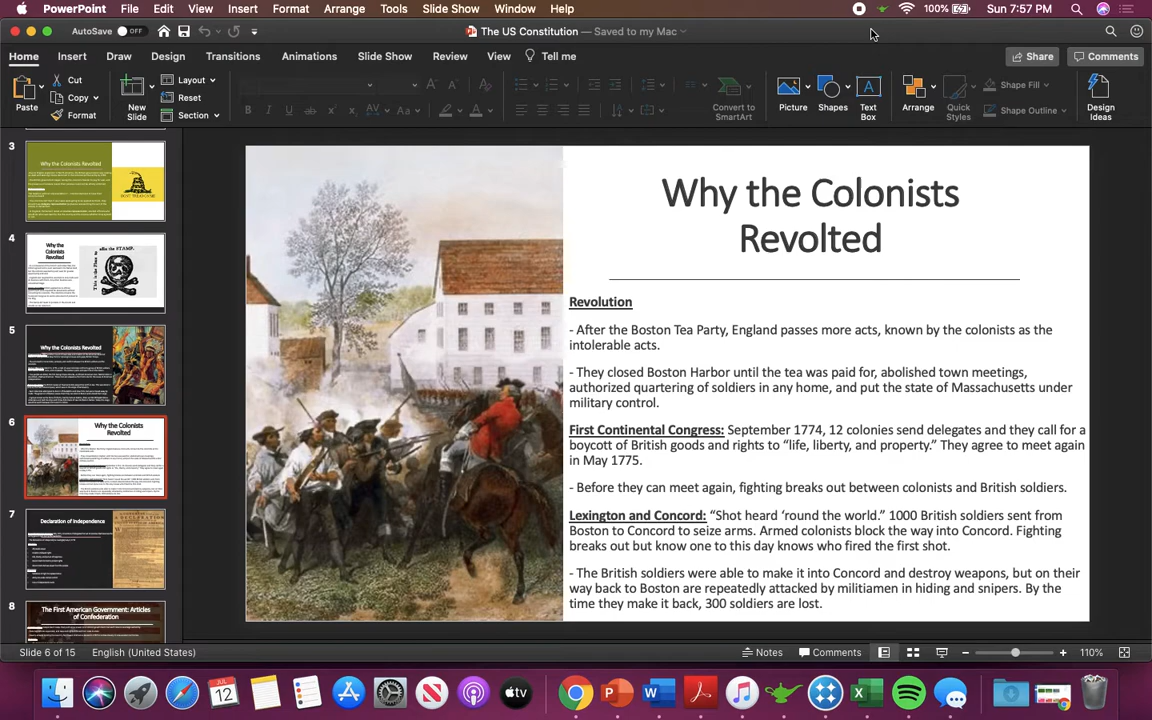 PowerPoint File Edit View Insert Format Arrange Tools Slide Show Window Help 100% Sun 7:57 PM
AutoSave OFF The US Constitution — Saved to my Mac
Home Insert Draw Design Transitions Animations Slide Show Review View Tell me Share Comments
Paste Cut Copy Format New Slide Layout Reset Section Convert to SmartArt Picture Shapes Text Box Arrange Quick Styles Shape Fill Shape Outline Design Ideas
3
Why the Colonists Revolted
4
Why the
Colonists
Revolted
5
Why the Colonists Revolted
6
Why the Colonists
Revolted
7
Declaration of Independence
8
The First American Government: Articles
of Confederation
Why the Colonists
Revolted
Revolution
- After the Boston Tea Party, England passes more acts, known by the colonists as the
intolerable acts.
- They closed Boston Harbor until the tea was paid for, abolished town meetings,
authorized quartering of soldiers in any home, and put the state of Massachusetts under
military control.
First Continental Congress: September 1774, 12 colonies send delegates and they call for a
boycott of British goods and rights to “life, liberty, and property.” They agree to meet again
in May 1775.
- Before they can meet again, fighting breaks out between colonists and British soldiers.
Lexington and Concord: “Shot heard ‘round the world.” 1000 British soldiers sent from
Boston to Concord to seize arms. Armed colonists block the way into Concord. Fighting
breaks out but know one to this day knows who fired the first shot.
- The British soldiers were able to make it into Concord and destroy weapons, but on their
way back to Boston are repeatedly attacked by militiamen in hiding and snipers. By the
time they make it back, 300 soldiers are lost.
Slide 6 of 15 English (United States) Notes Comments 110%
JUL
12
tv